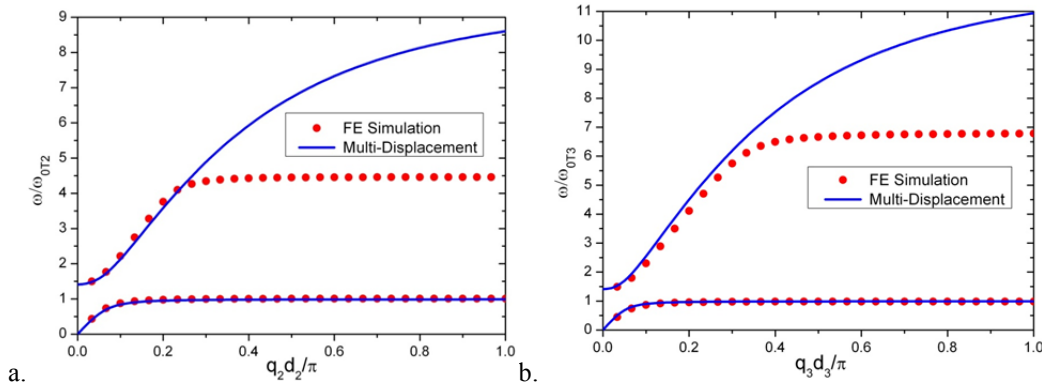 9
8
7
6
5
4
3
2
1
0
ω/ω0T2
FE Simulation
Multi-Displacement
0.0 0.2 0.4 0.6 0.8 1.0
q2d2/π
a.
11
10
9
8
7
6
5
4
3
2
1
0
ω/ω0T3
FE Simulation
Multi-Displacement
0.0 0.2 0.4 0.6 0.8 1.0
q3d3/π
b.